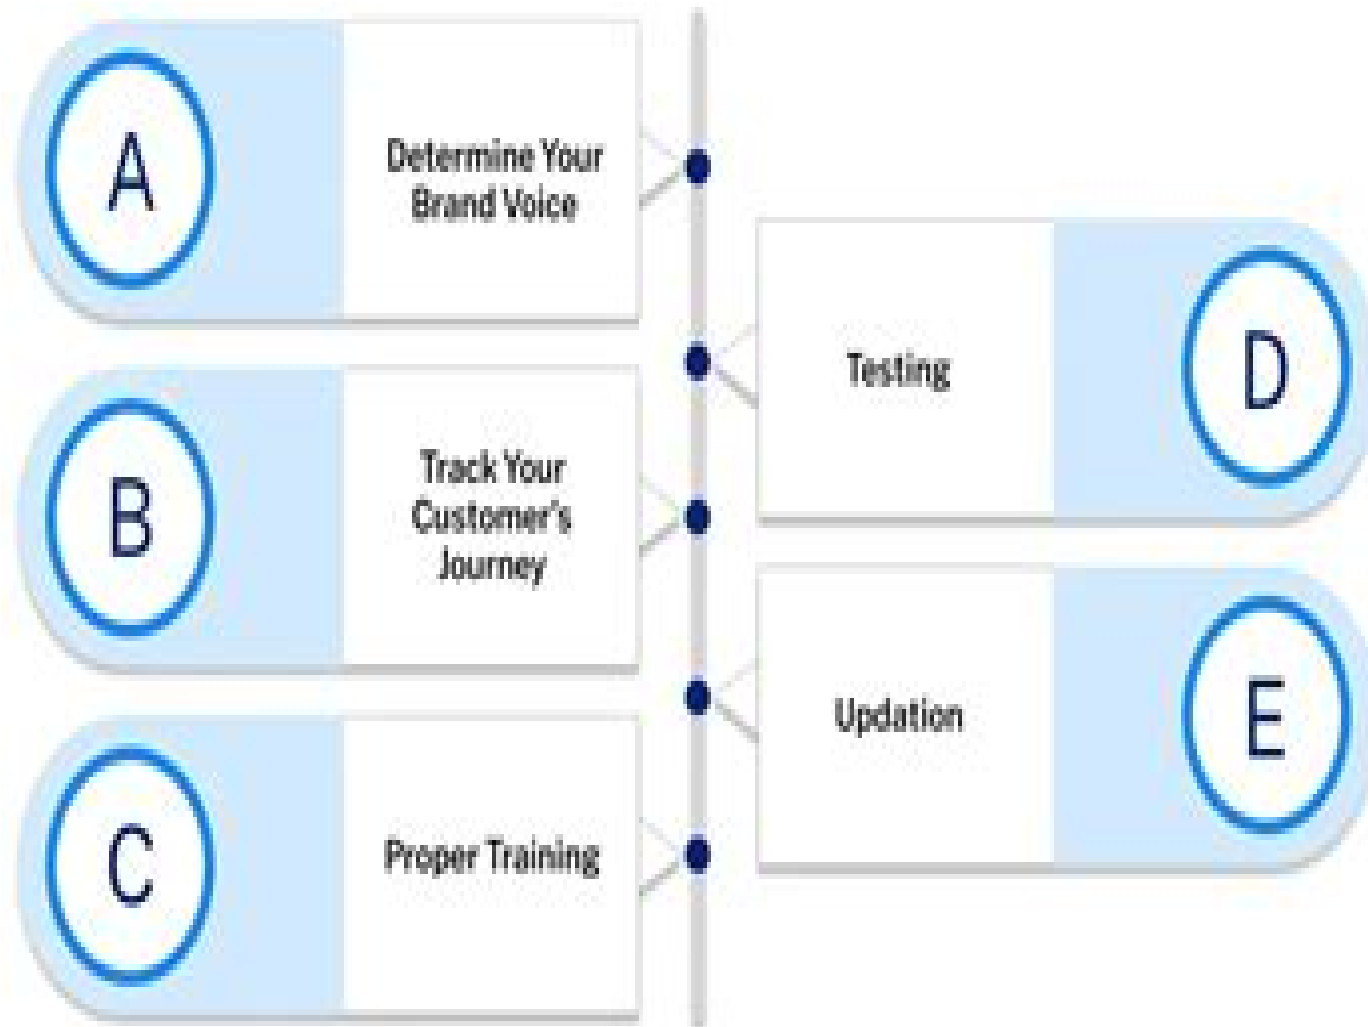 A
Determine Your
Brand Voice
B
Track Your
Customer's
Journey
C
Proper Training
D
Testing
E
Updation